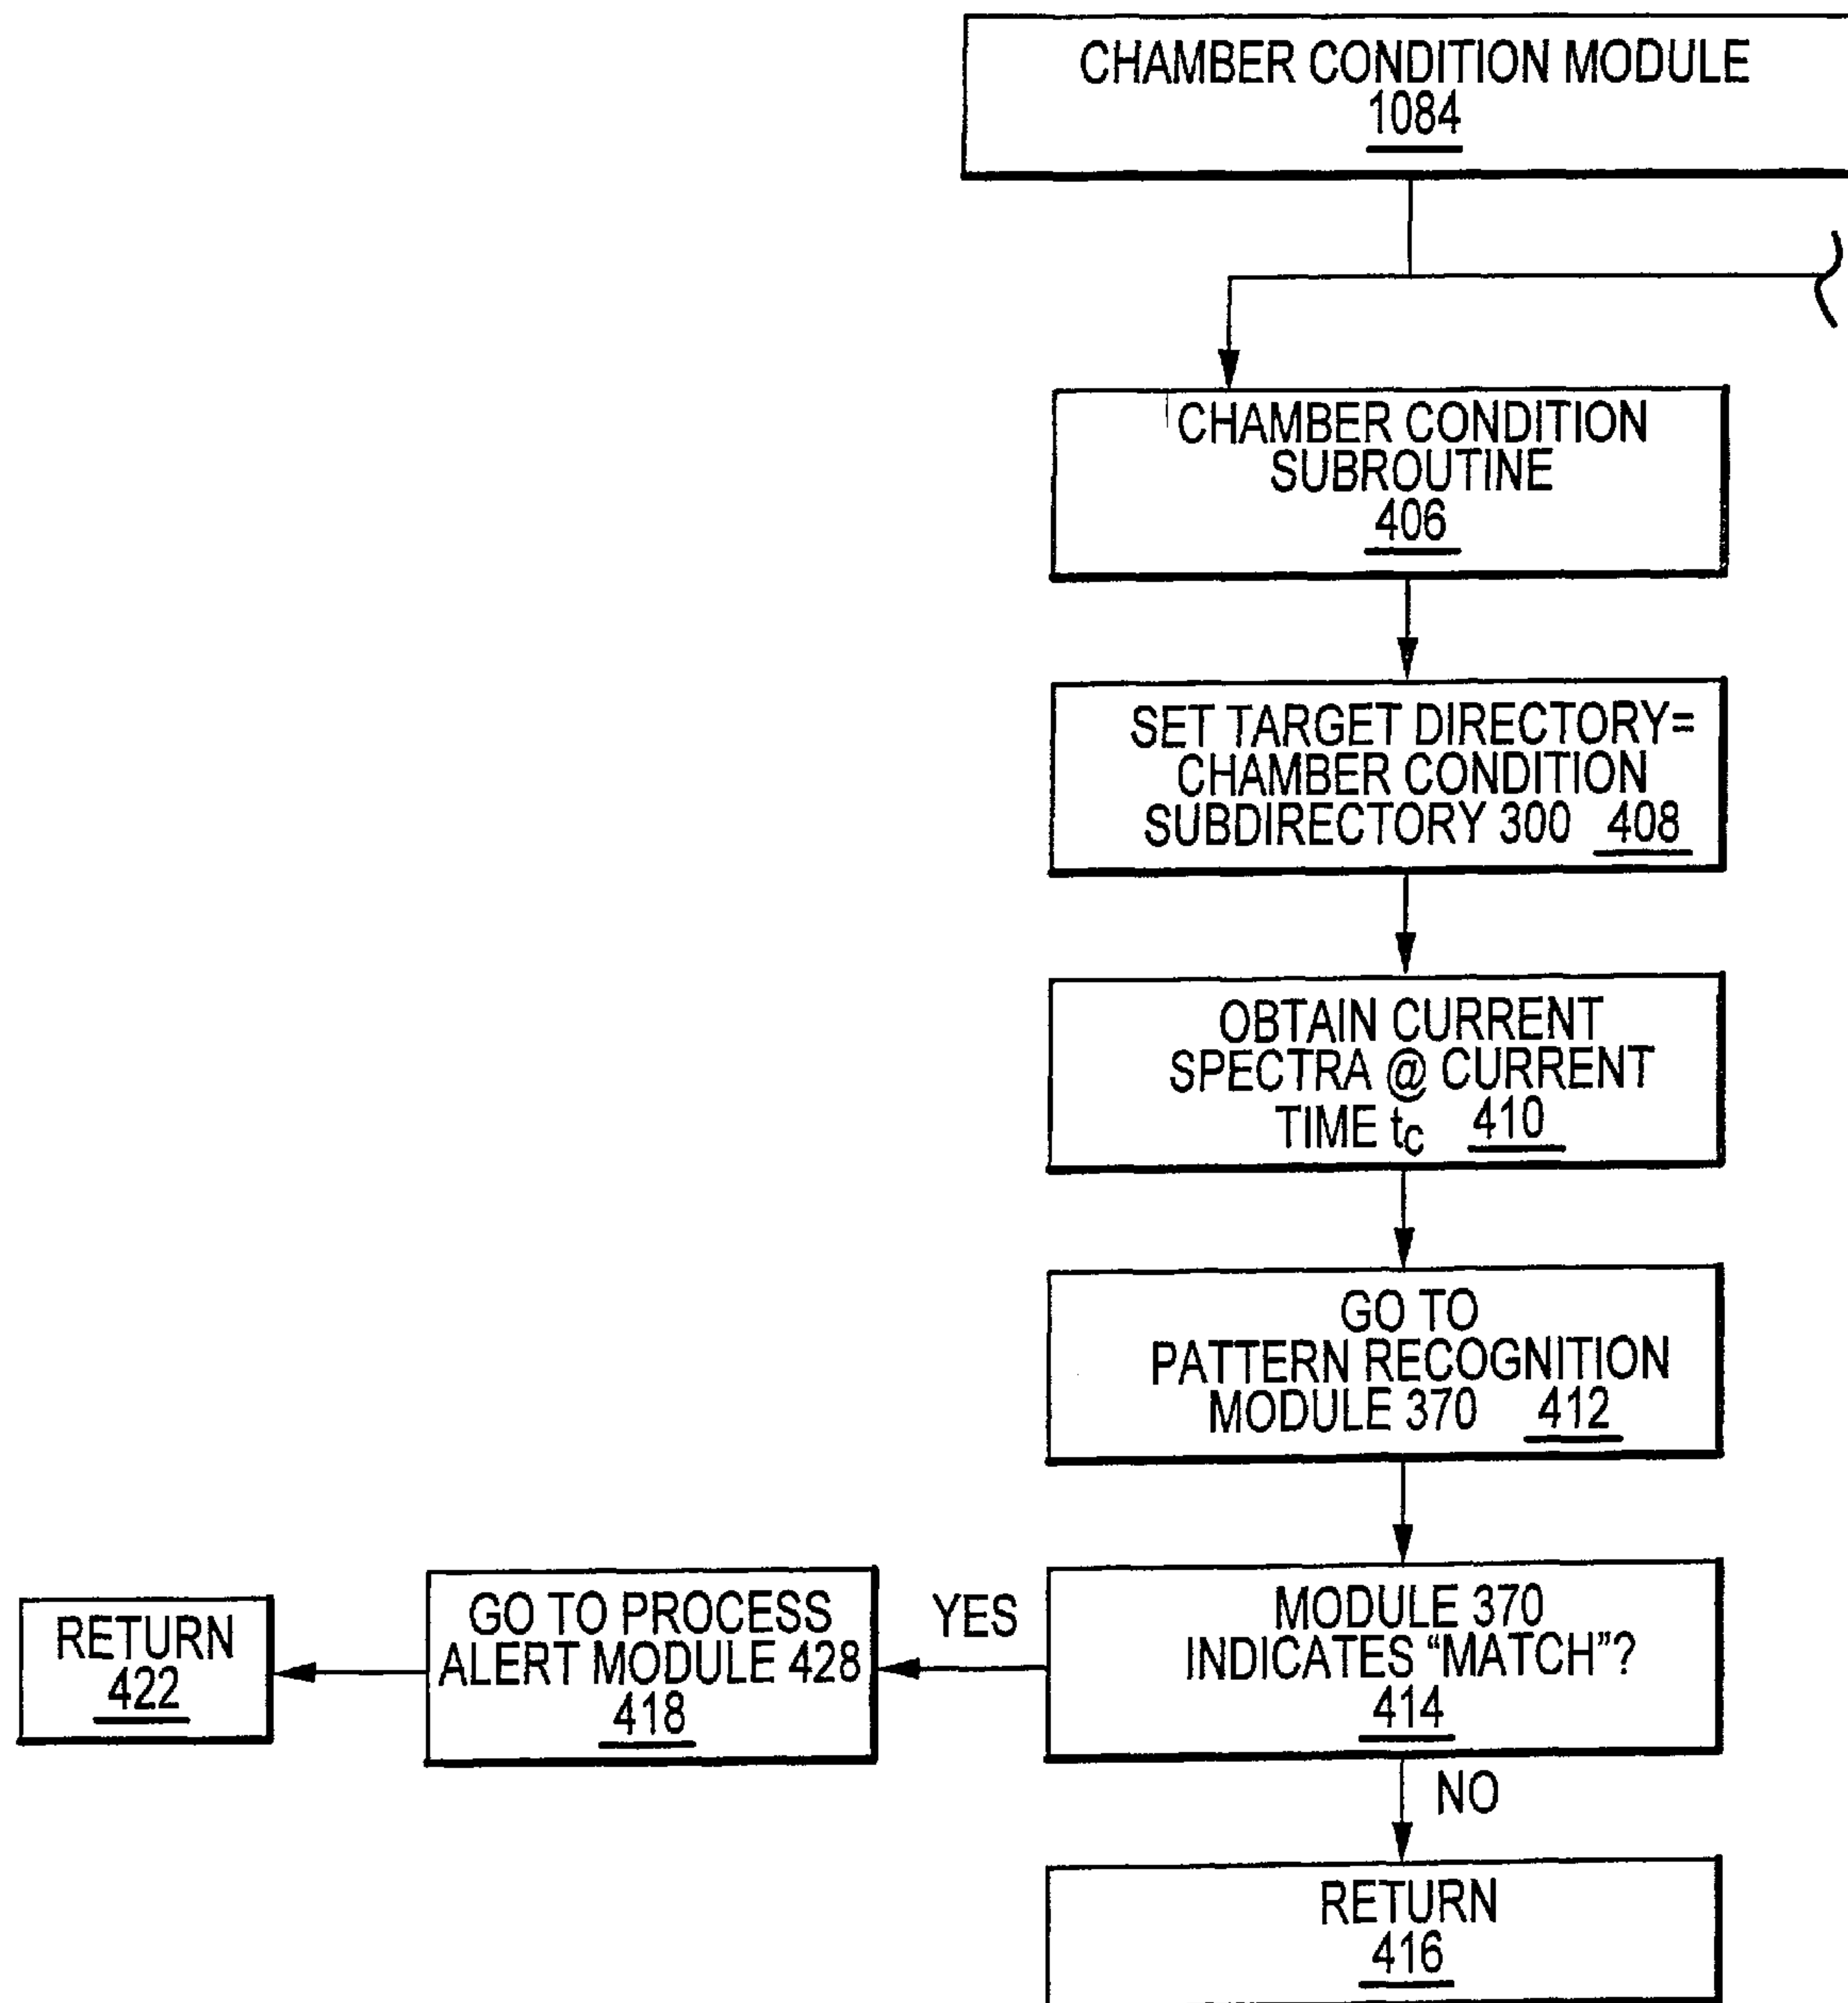 CHAMBER CONDITION MODULE
1084
CHAMBER CONDITION
SUBROUTINE
406
SET TARGET DIRECTORY=
CHAMBER CONDITION
SUBDIRECTORY 300 408
OBTAIN CURRENT
SPECTRA @ CURRENT
TIME tc 410
GO TO
PATTERN RECOGNITION
MODULE 370 412
MODULE 370
INDICATES “MATCH”?
414
YES
GO TO PROCESS
ALERT MODULE 428
418
RETURN
422
NO
RETURN
416